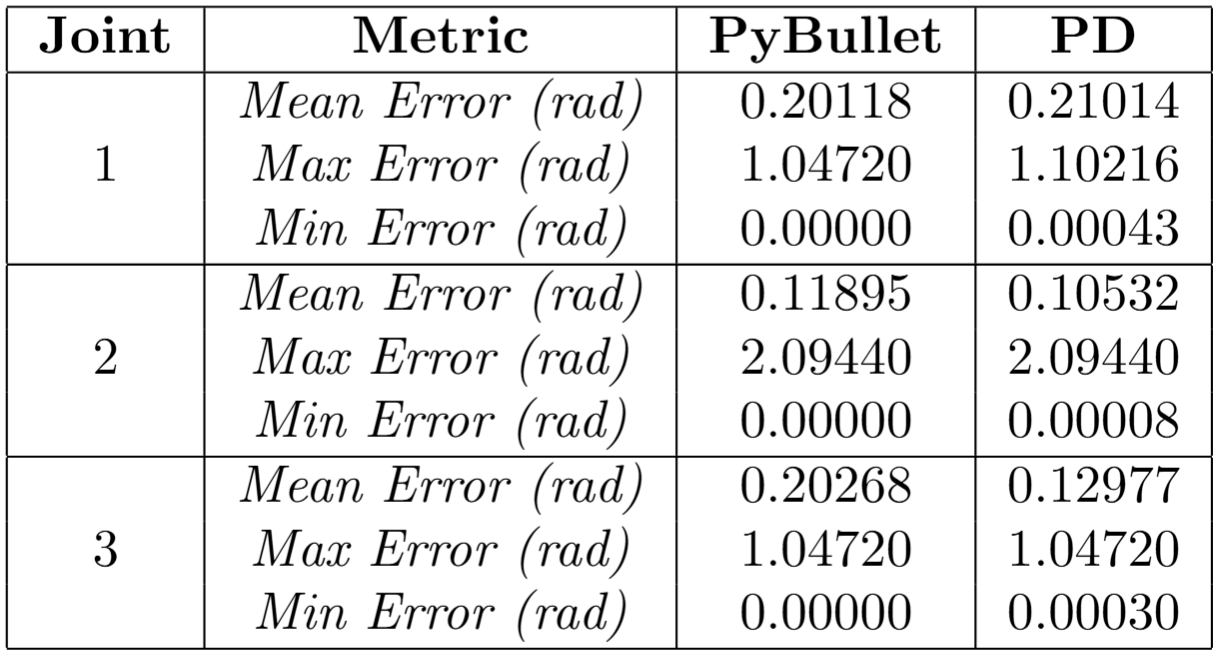 Joint Metric PyBullet PD
Mean Error (rad) 0.20118 0.21014
1 Max Error (rad) 1.04720 1.10216
Min Error (rad) 0.00000 0.00043
Mean Error (rad) 0.11895 0.10532
2 Max Error (rad) 2.09440 2.09440
Min Error (rad) 0.00000 0.00008
Mean Error (rad) 0.20268 0.12977
3 Max Error (rad) 1.04720 1.04720
Min Error (rad) 0.00000 0.00030